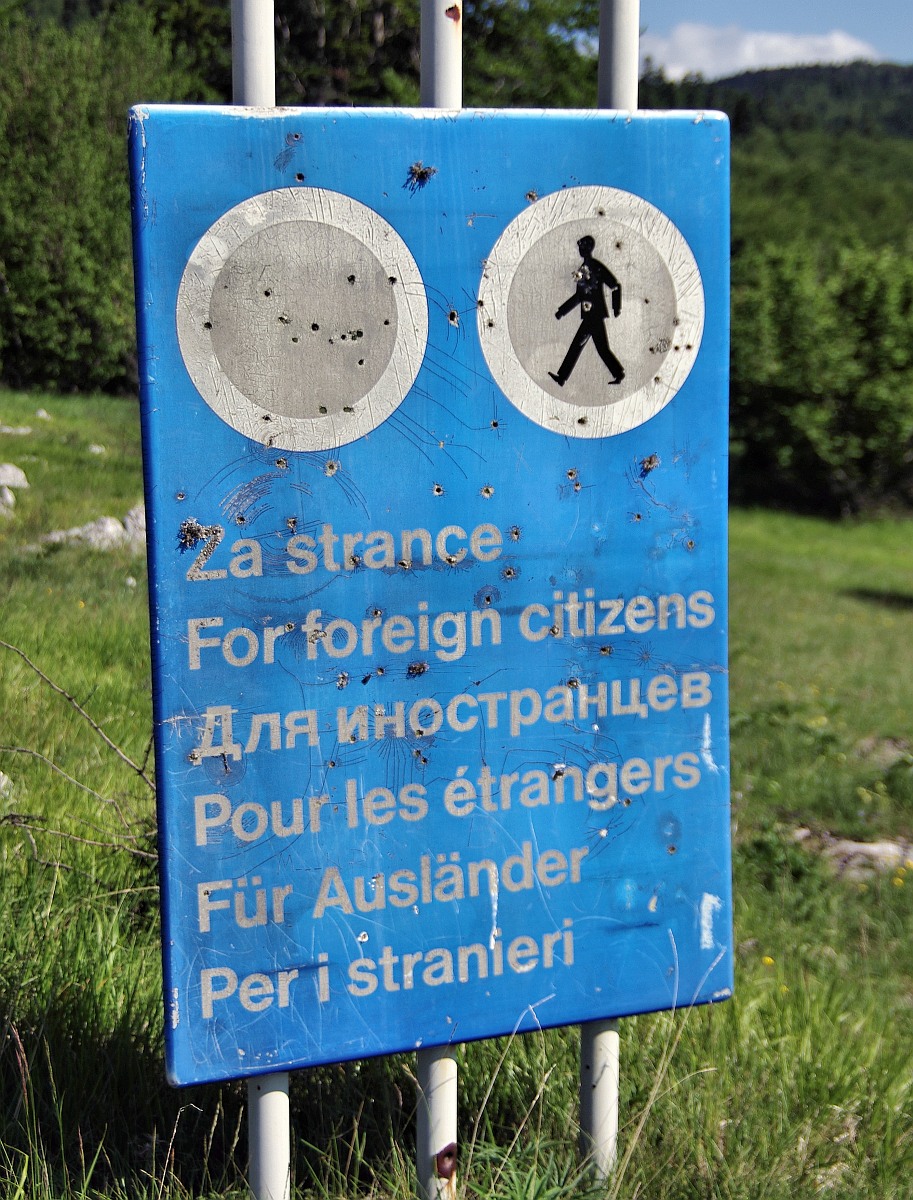 Za strance
For foreign citizens
Для иностранцев
Pour les étrangers
Für Ausländer
Per i stranieri